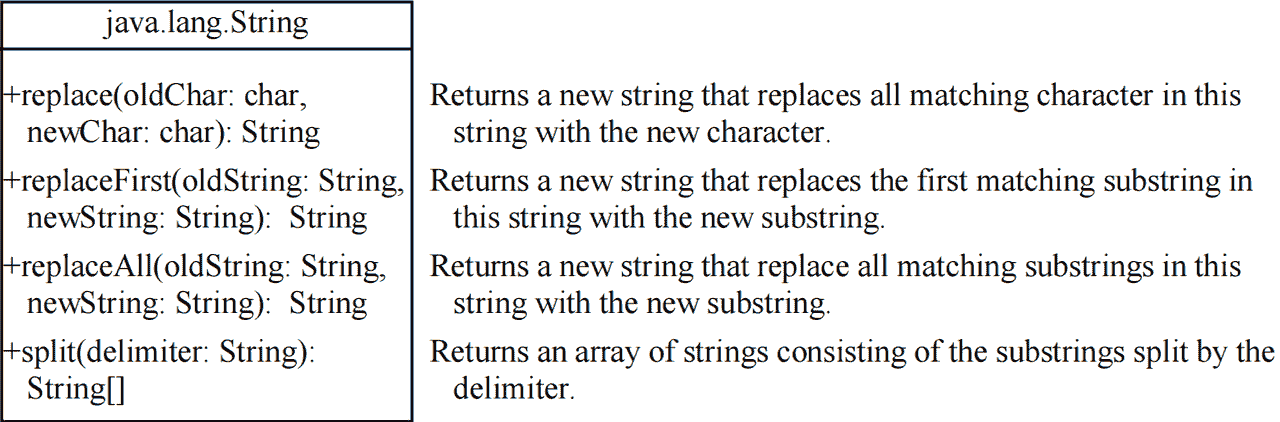 java.lang.String
+replace(oldChar: char,
newChar: char): String
Returns a new string that replaces all matching character in this
string with the new character.
+replaceFirst(oldString: String,
newString: String):  String
Returns a new string that replaces the first matching substring in
this string with the new substring.
+replaceAll(oldString: String,
newString: String):  String
Returns a new string that replace all matching substrings in this
string with the new substring.
+split(delimiter: String):
String[]
Returns an array of strings consisting of the substrings split by the
delimiter.